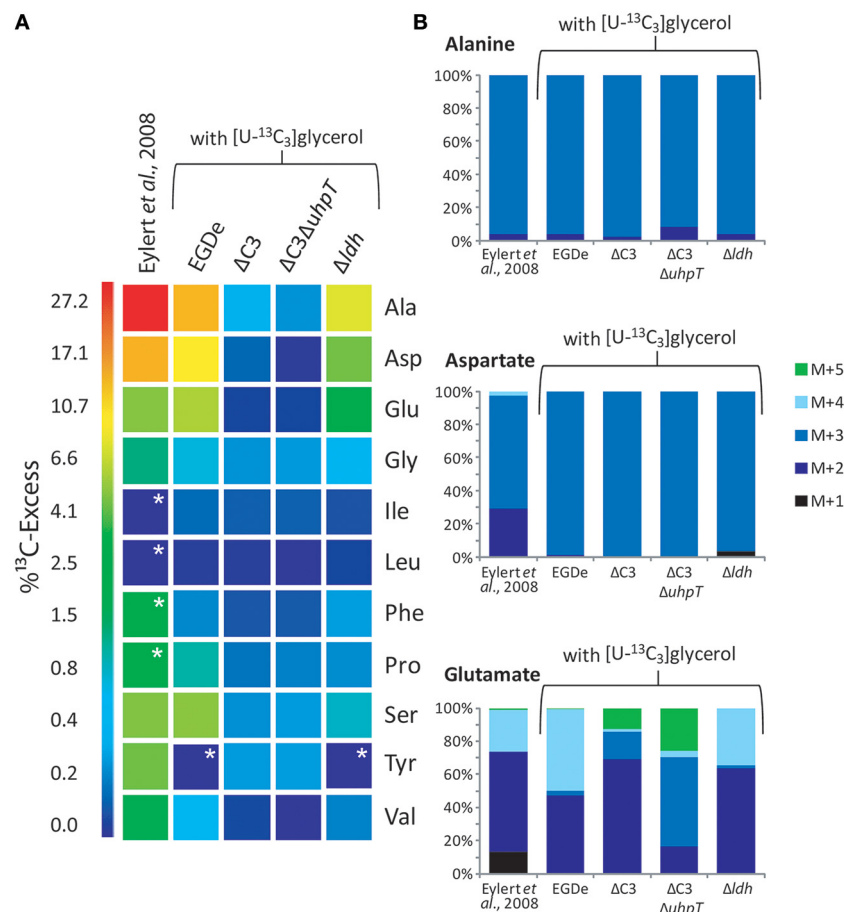 A
with [U-¹³C₃]glycerol
Eylert et al., 2008
EGDe
ΔC3
ΔC3ΔuhpT
Δldh
%¹³C-Excess
27.2
17.1
10.7
6.6
4.1
2.5
1.5
0.8
0.4
0.2
0.0
Ala
Asp
Glu
Gly
* Ile
* Leu
* Phe
* Pro
Ser
* * Tyr
Val
B
with [U-¹³C₃]glycerol
Alanine
100%
80%
60%
40%
20%
0%
Eylert et al., 2008
EGDe
ΔC3
ΔC3 ΔuhpT
Δldh
with [U-¹³C₃]glycerol
Aspartate
100%
80%
60%
40%
20%
0%
Eylert et al., 2008
EGDe
ΔC3
ΔC3 ΔuhpT
Δldh
M+5
M+4
M+3
M+2
M+1
with [U-¹³C₃]glycerol
Glutamate
100%
80%
60%
40%
20%
0%
Eylert et al., 2008
EGDe
ΔC3
ΔC3 ΔuhpT
Δldh